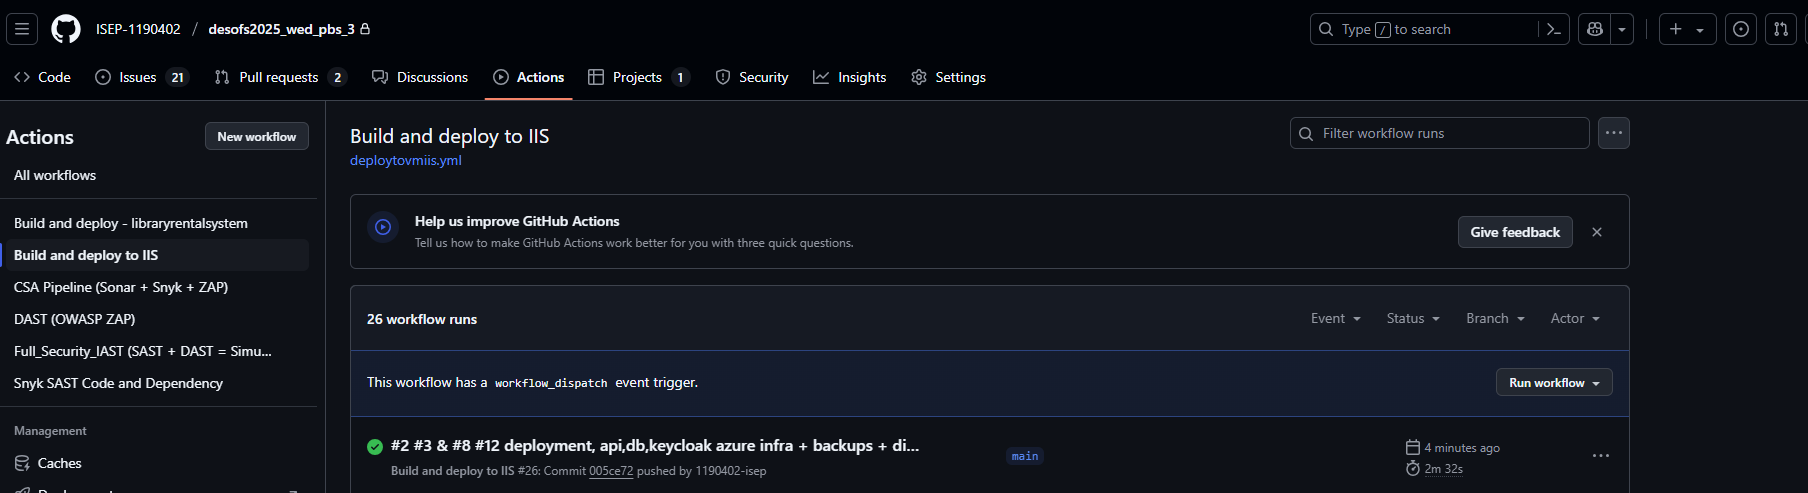 ISEP-1190402 / desofs2025_wed_pbs_3
Type / to search
Code
Issues 21
Pull requests 2
Discussions
Actions
Projects 1
Security
Insights
Settings
Actions
New workflow
All workflows
Build and deploy - libraryrentalsystem
Build and deploy to IIS
CSA Pipeline (Sonar + Snyk + ZAP)
DAST (OWASP ZAP)
Full_Security_IAST (SAST + DAST = Simu...
Snyk SAST Code and Dependency
Management
Caches
Build and deploy to IIS
deploytovmiis.yml
Filter workflow runs
Help us improve GitHub Actions
Tell us how to make GitHub Actions work better for you with three quick questions.
Give feedback
26 workflow runs
Event
Status
Branch
Actor
This workflow has a workflow_dispatch event trigger.
Run workflow
#2 #3 & #8 #12 deployment, api,db,keycloak azure infra + backups + di...
Build and deploy to IIS #26: Commit 005ce72 pushed by 1190402-isep
main
4 minutes ago
2m 32s